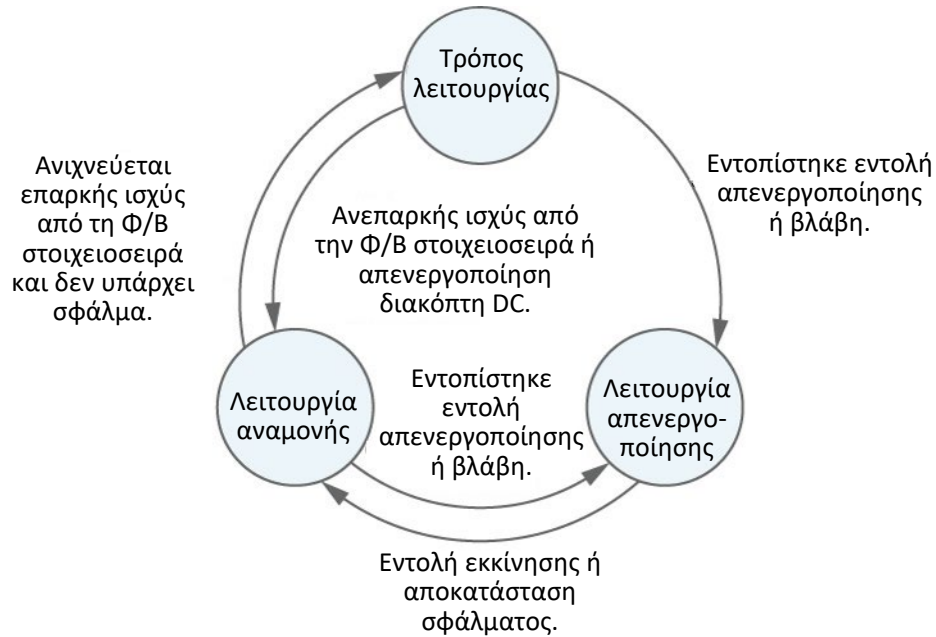 Τρόπος
λειτουργίας
Ανιχνεύεται
επαρκής ισχύς
από τη Φ/Β
στοιχειοσειρά
και δεν υπάρχει
σφάλμα.
Ανεπαρκής ισχύς από
την Φ/Β στοιχειοσειρά ή
απενεργοποίηση
διακόπτη DC.
Εντοπίστηκε εντολή
απενεργοποίησης
ή βλάβη.
Λειτουργία
αναμονής
Εντοπίστηκε
εντολή
απενεργοποίησης
ή βλάβη.
Λειτουργία
απενεργο-
ποίησης
Εντολή εκκίνησης ή
αποκατάσταση
σφάλματος.